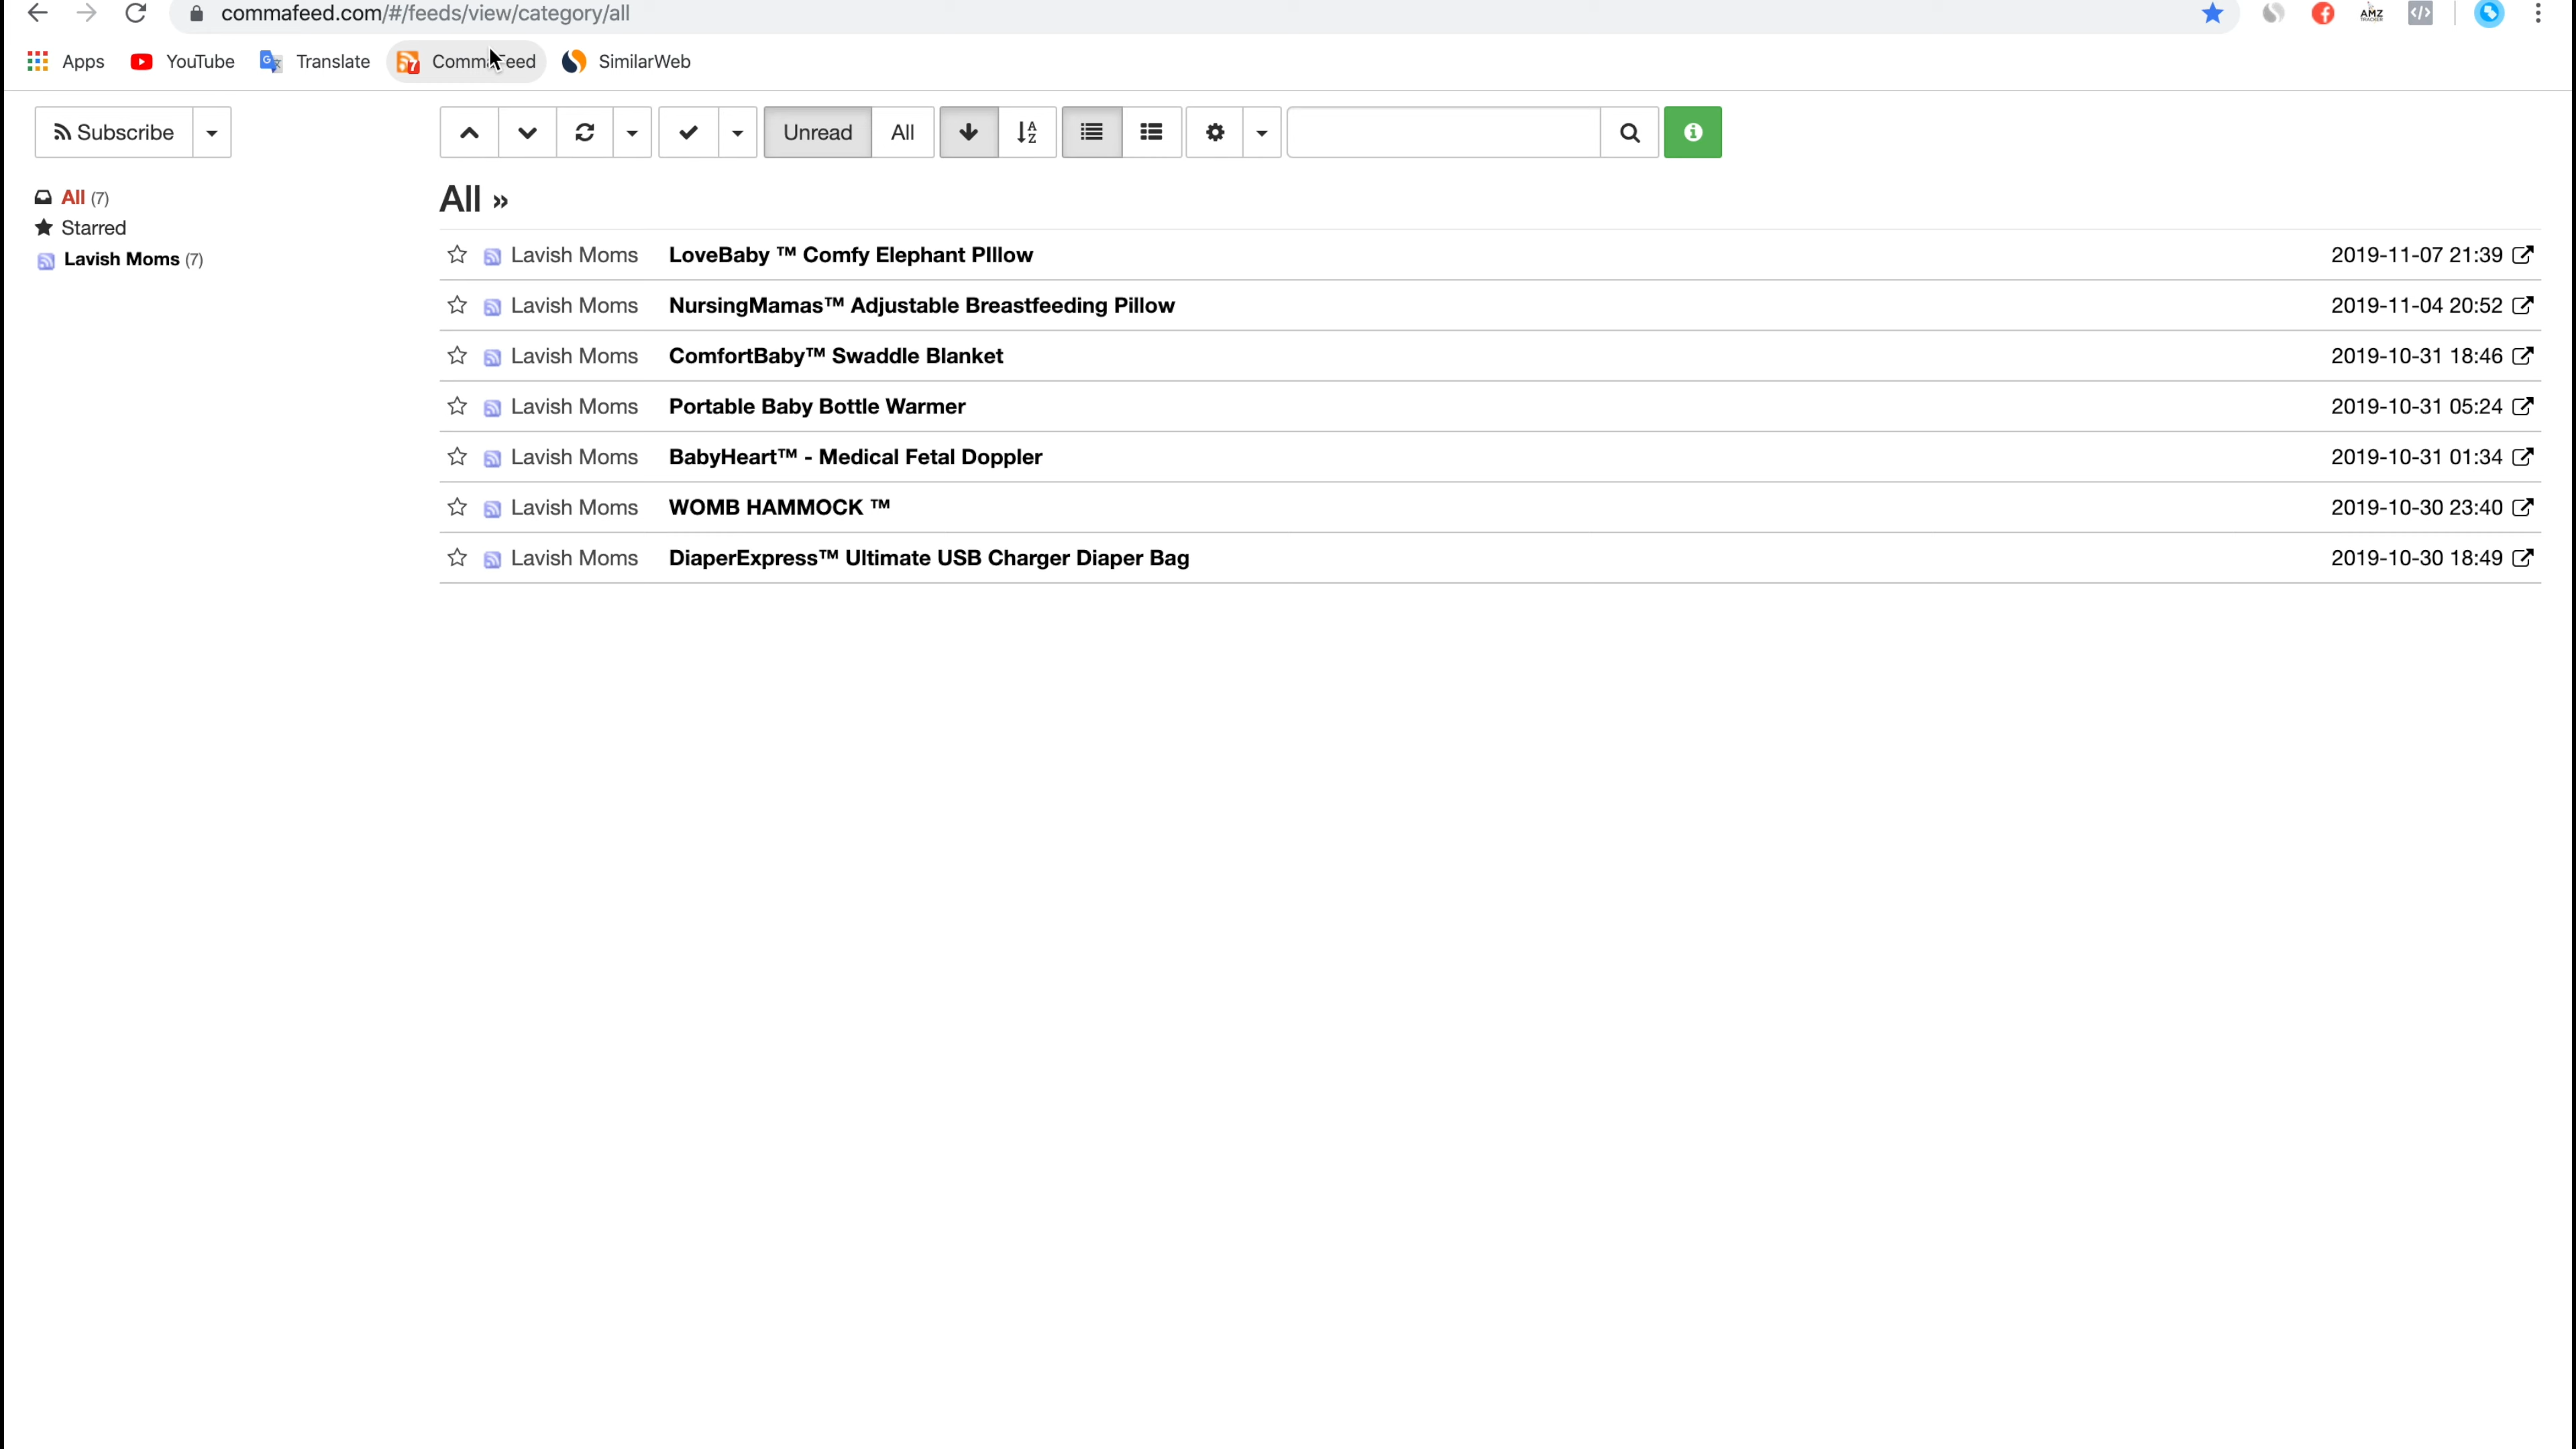 commafeed.com/#/feeds/view/category/all
Apps YouTube Translate CommaFeed SimilarWeb
Subscribe Unread All
All (7)
Starred
Lavish Moms (7)
All »
Lavish Moms LoveBaby ™ Comfy Elephant PIllow 2019-11-07 21:39
Lavish Moms NursingMamas™ Adjustable Breastfeeding Pillow 2019-11-04 20:52
Lavish Moms ComfortBaby™ Swaddle Blanket 2019-10-31 18:46
Lavish Moms Portable Baby Bottle Warmer 2019-10-31 05:24
Lavish Moms BabyHeart™ - Medical Fetal Doppler 2019-10-31 01:34
Lavish Moms WOMB HAMMOCK ™ 2019-10-30 23:40
Lavish Moms DiaperExpress™ Ultimate USB Charger Diaper Bag 2019-10-30 18:49